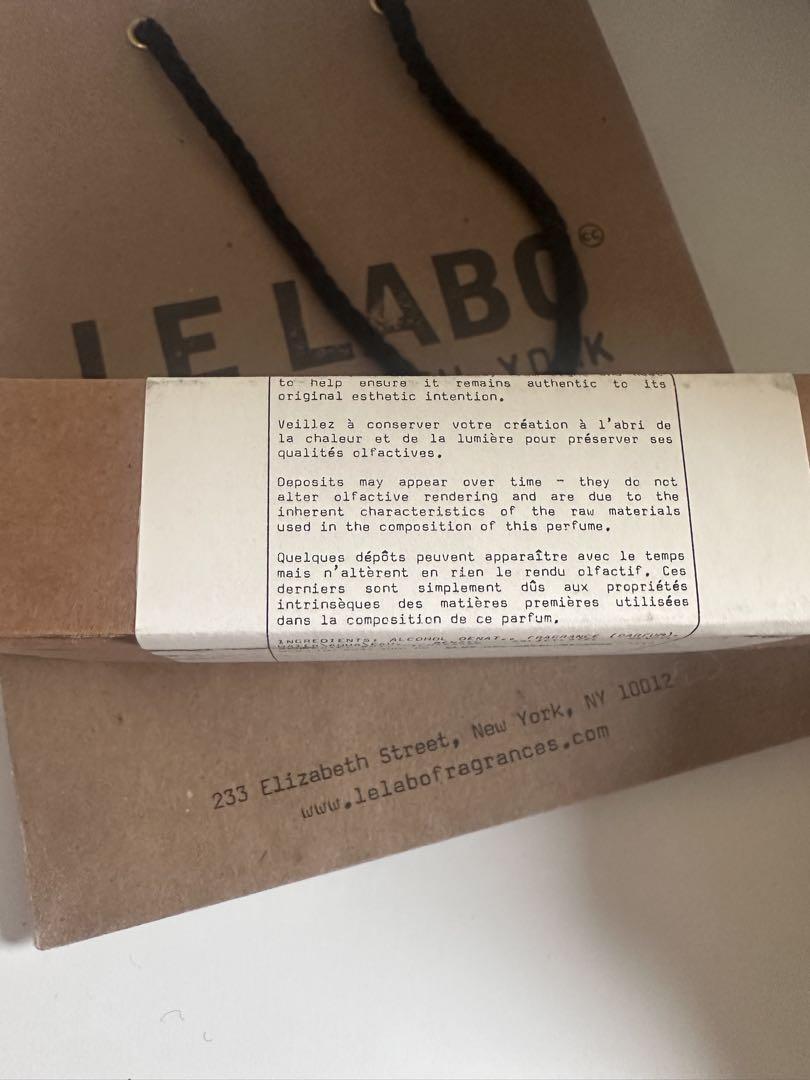 LE LABO
YORK
to help ensure it remains authentic to its
original esthetic intention.
Veillez à conserver votre création à l'abri de
la chaleur et de la lumière pour préserver ses
qualités olfactives.
Deposits may appear over time - they do not
alter olfactive rendering and are due to the
inherent characteristics of the raw materials
used in the composition of this perfume.
Quelques dépôts peuvent apparaître avec le temps
mais n'altèrent en rien le rendu olfactif. Ces
derniers sont simplement dûs aux propriétés
intrinsèques des matières premières utilisées
dans la composition de ce parfum.
INGREDIENTS: ALCOHOL DENAT., FRAGRANCE (PARFUM),
233 Elizabeth Street, New York, NY 10012
www.lelabofragrances.com